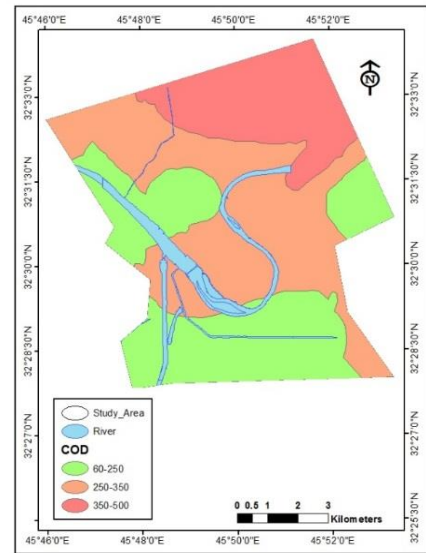 45°46'0"E 45°48'0"E 45°50'0"E 45°52'0"E
32°33'0"N 32°33'0"N
N
32°31'30"N 32°31'30"N
32°30'0"N 32°30'0"N
32°28'30"N 32°28'30"N
32°27'0"N 32°27'0"N
32°25'30"N
Study_Area
River
COD
60-250
250-350
350-500
0 0.5 1 2 3
Kilometers
45°46'0"E 45°48'0"E 45°50'0"E 45°52'0"E